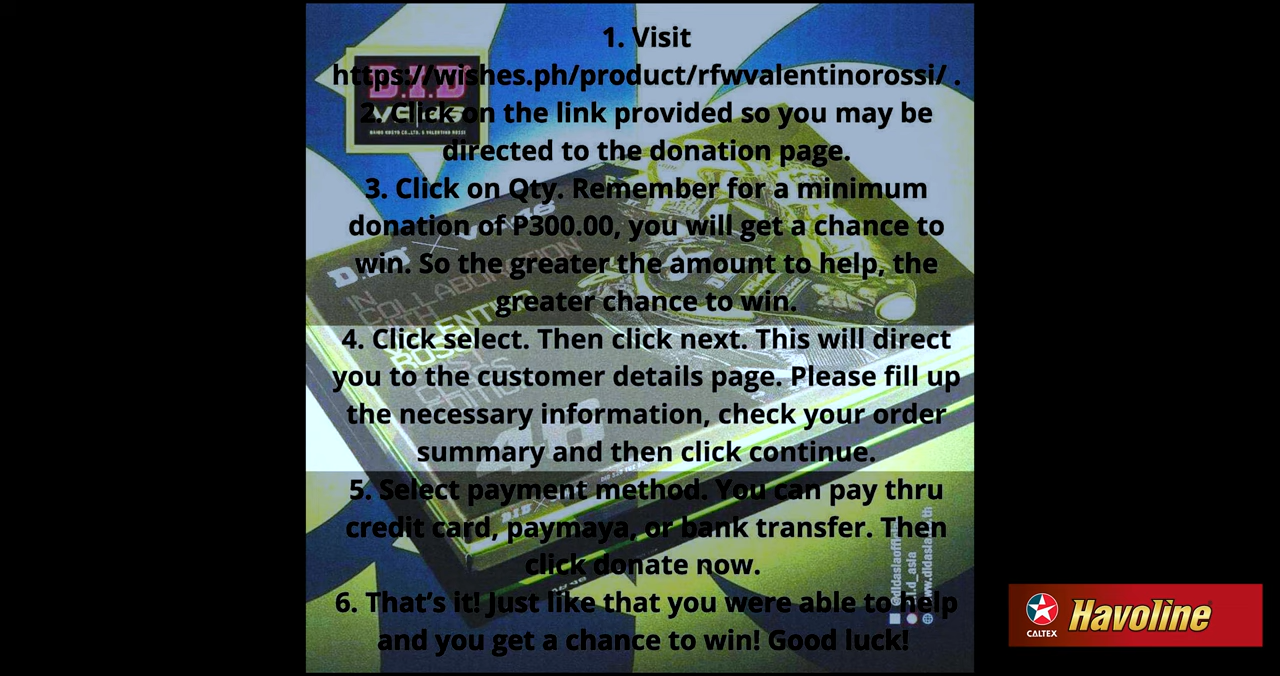 1. Visit
https://wishes.ph/product/rfwvalentinorossi/ .
2. Click on the link provided so you may be
directed to the donation page.
3. Click on Qty. Remember for a minimum
donation of P300.00, you will get a chance to
win. So the greater the amount to help, the
greater chance to win.
4. Click select. Then click next. This will direct
you to the customer details page. Please fill up
the necessary information, check your order
summary and then click continue.
5. Select payment method. You can pay thru
credit card, paymaya, or bank transfer. Then
click donate now.
6. That's it! Just like that you were able to help
and you get a chance to win! Good luck!
D.I.D
IN
COLLABORATION
WITH
VALENTINO
ROSSI
46
CALTEX
Havoline